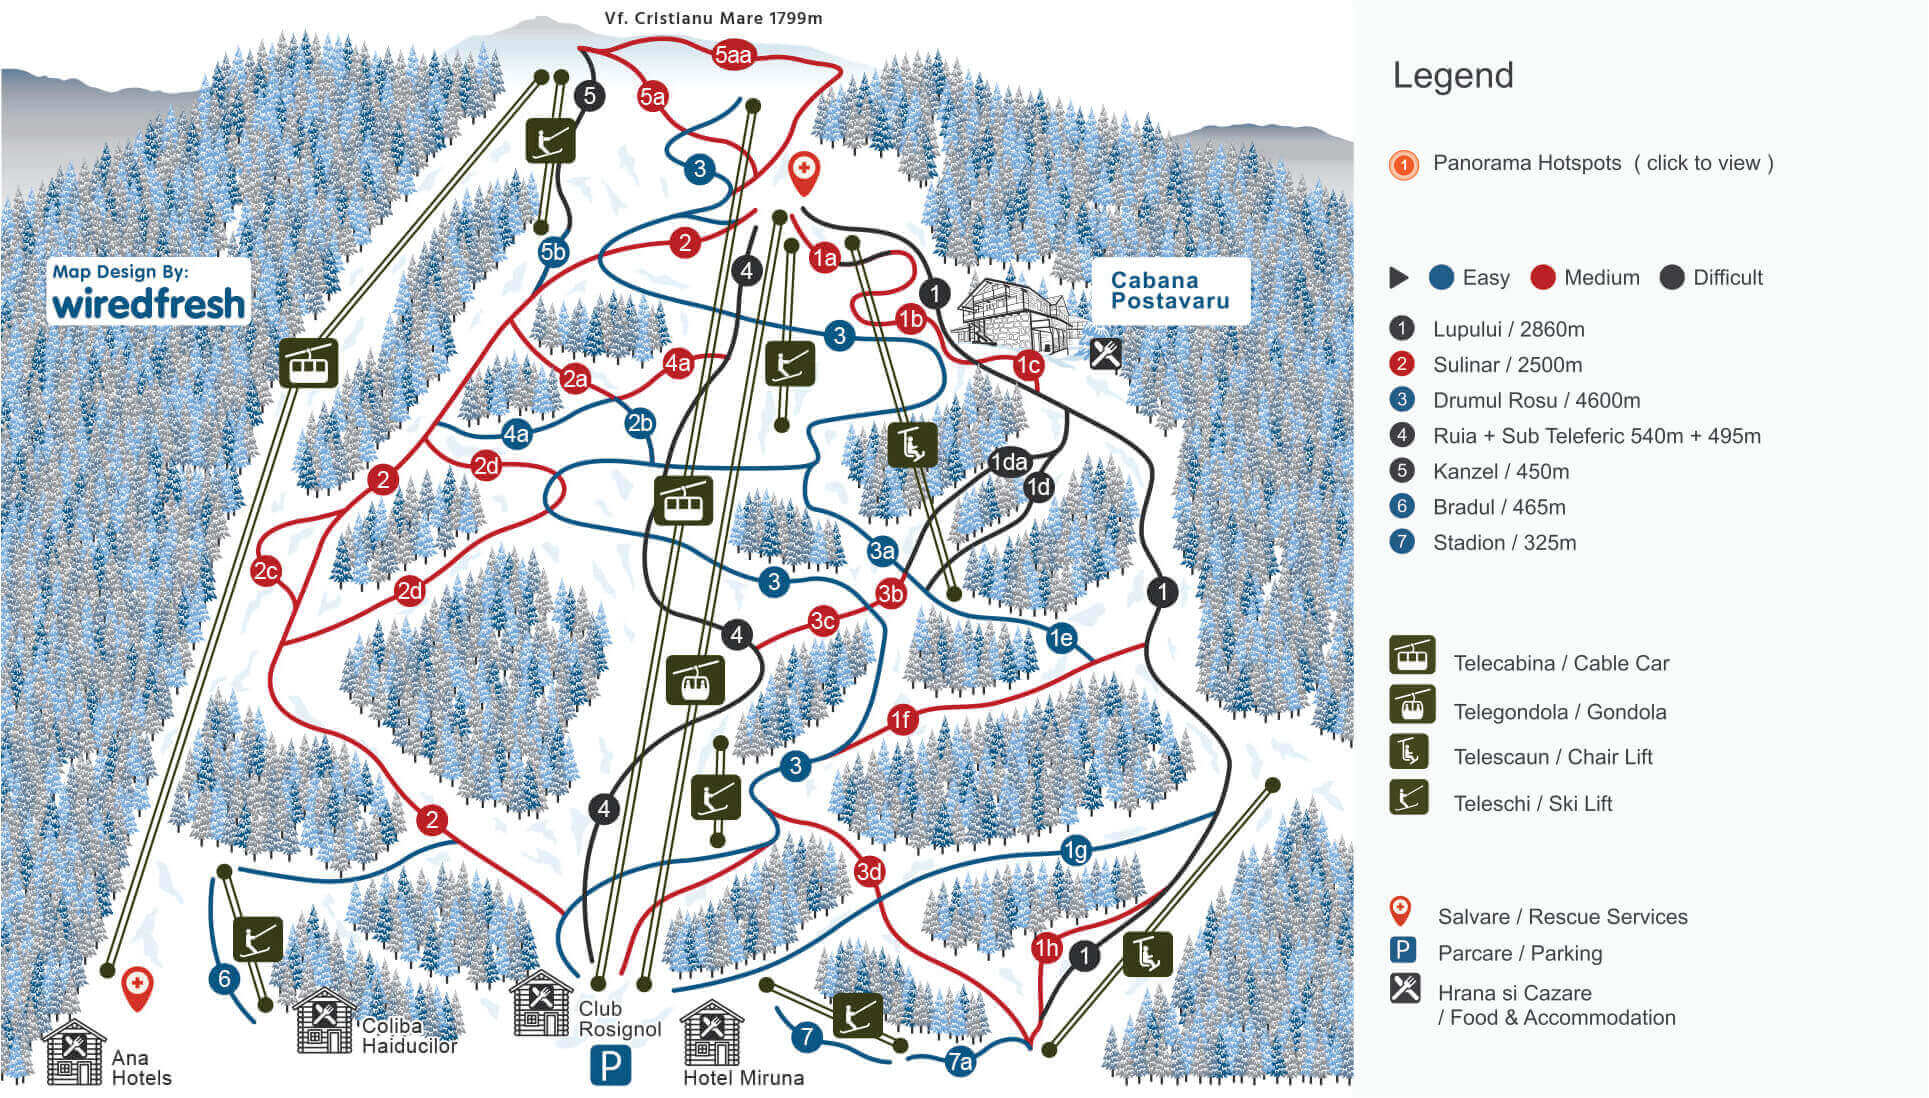 Vf. Cristianu Mare 1799m
5aa
5
5a
3
2
5b
1a
4
1
Cabana
Postavaru
Map Design By:
wiredfresh
1b
3
4a
1c
2a
2b
4a
2d
2
1da
1d
3a
2c
3
2d
3b
1
3c
4
1e
1f
3
4
2
1g
3d
1h
1
6
7
7a
Club
Rosignol
P
Coliba
Haiducilor
Ana
Hotels
Hotel Miruna
Legend
1 Panorama Hotspots ( click to view )
Easy Medium Difficult
1 Lupului / 2860m
2 Sulinar / 2500m
3 Drumul Rosu / 4600m
4 Ruia + Sub Teleferic 540m + 495m
5 Kanzel / 450m
6 Bradul / 465m
7 Stadion / 325m
Telecabina / Cable Car
Telegondola / Gondola
Telescaun / Chair Lift
Teleschi / Ski Lift
Salvare / Rescue Services
P Parcare / Parking
Hrana si Cazare
/ Food & Accommodation